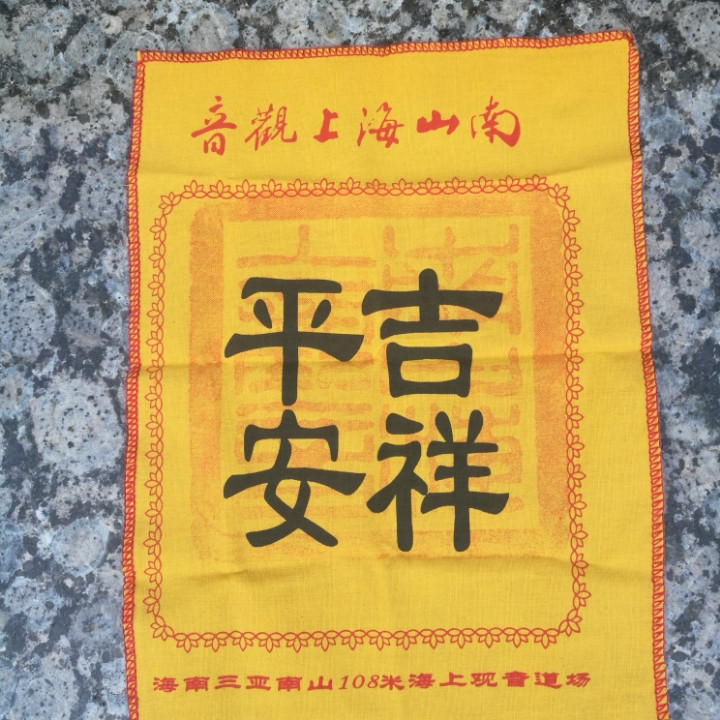 南山海上觀音
吉祥
平安
海南三亚南山108米海上观音道场